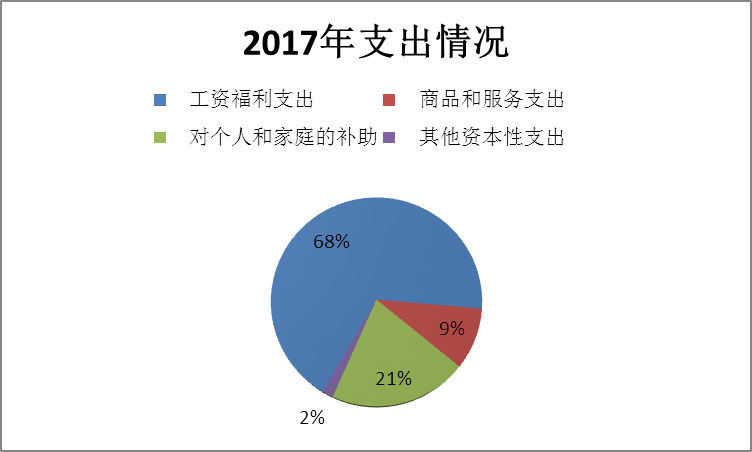 2017年支出情况
工资福利支出 商品和服务支出
对个人和家庭的补助 其他资本性支出
68%
9%
21%
2%